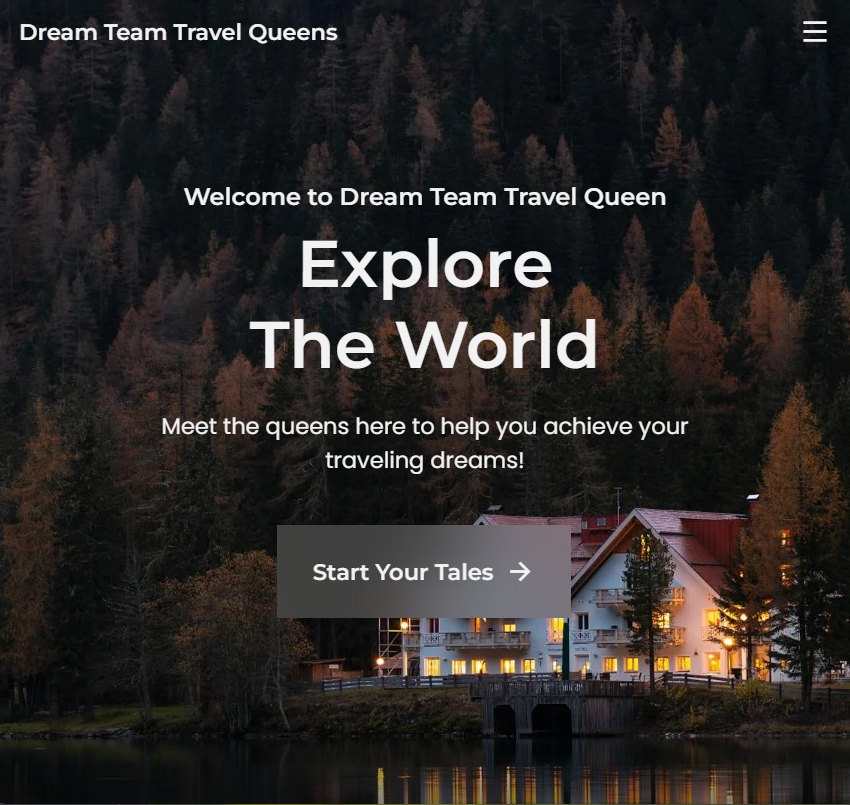 Dream Team Travel Queens
Welcome to Dream Team Travel Queen
Explore
The World
Meet the queens here to help you achieve your
traveling dreams!
Start Your Tales
HOTEL